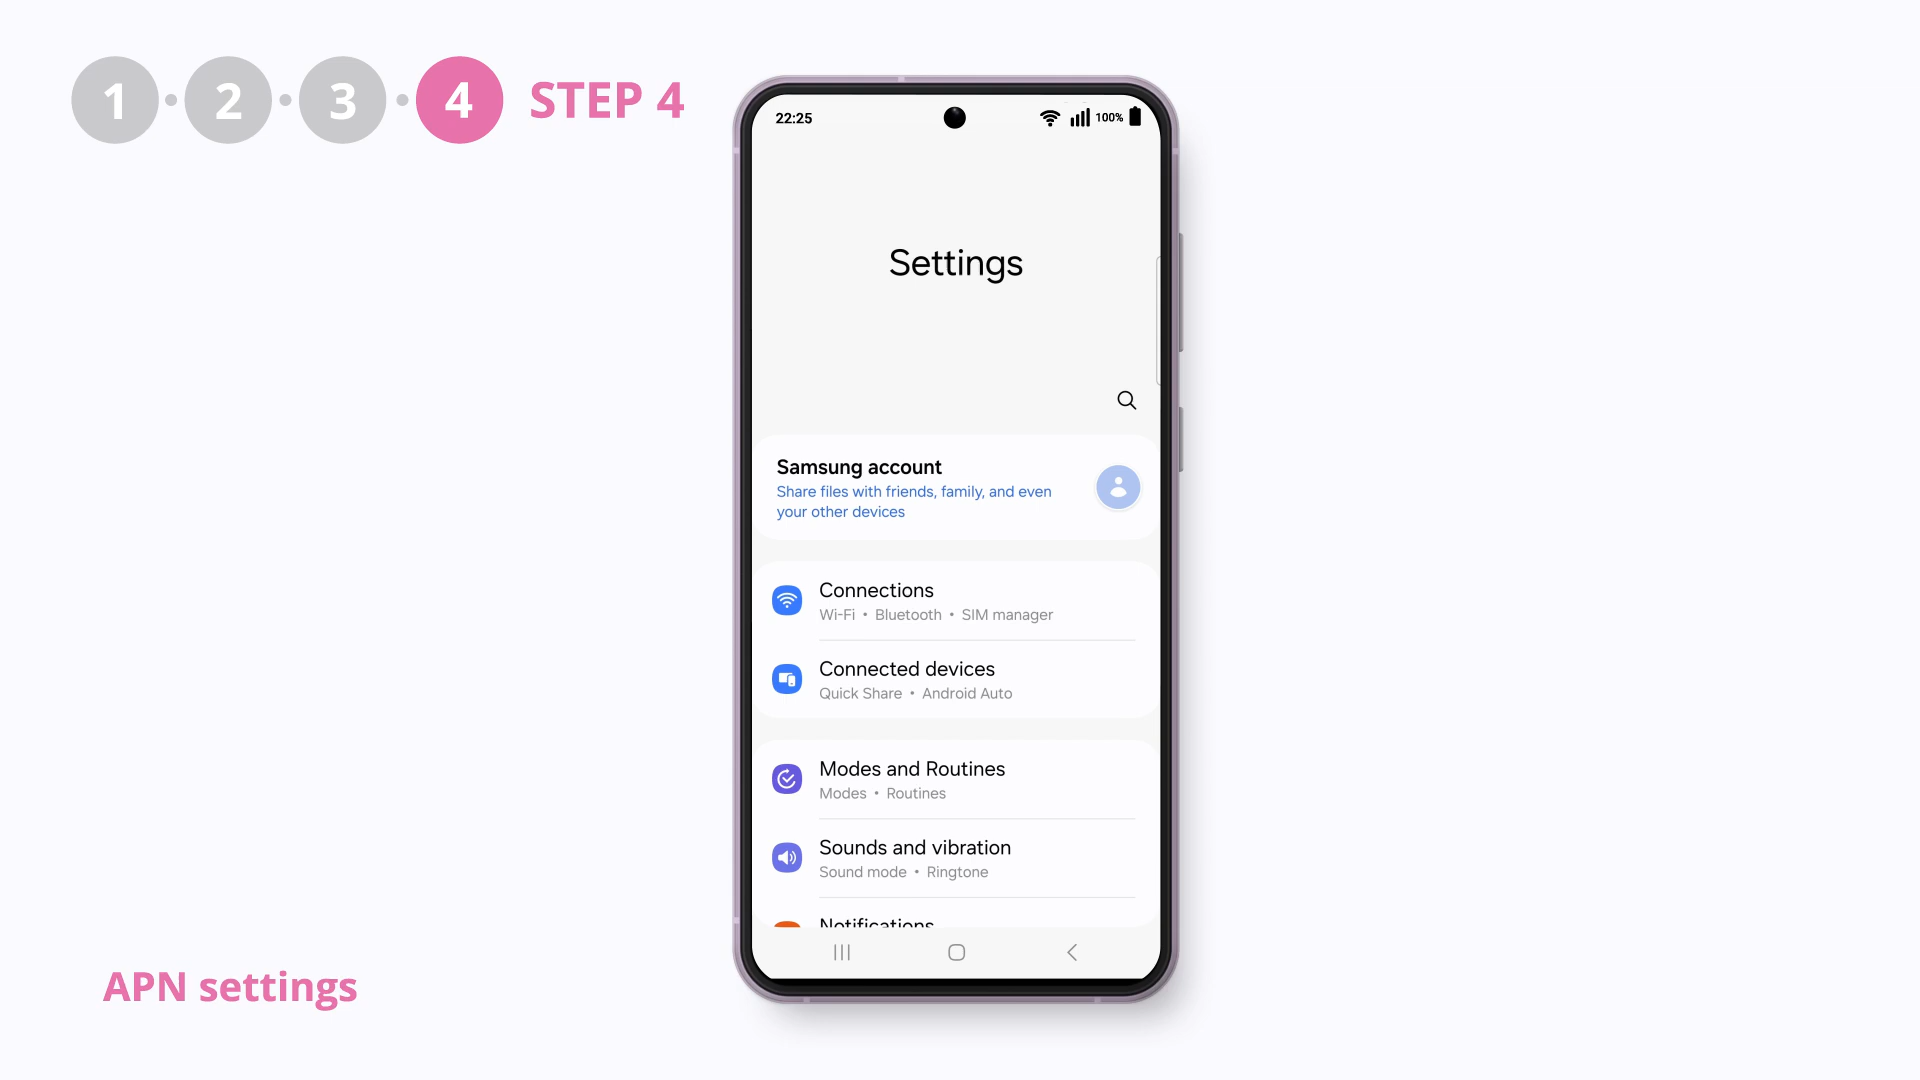 1 2 3 4 STEP 4
22:25 100%
Settings
Samsung account
Share files with friends, family, and even
your other devices
Connections
Wi-Fi • Bluetooth • SIM manager
Connected devices
Quick Share • Android Auto
Modes and Routines
Modes • Routines
Sounds and vibration
Sound mode • Ringtone
Notifications
APN settings